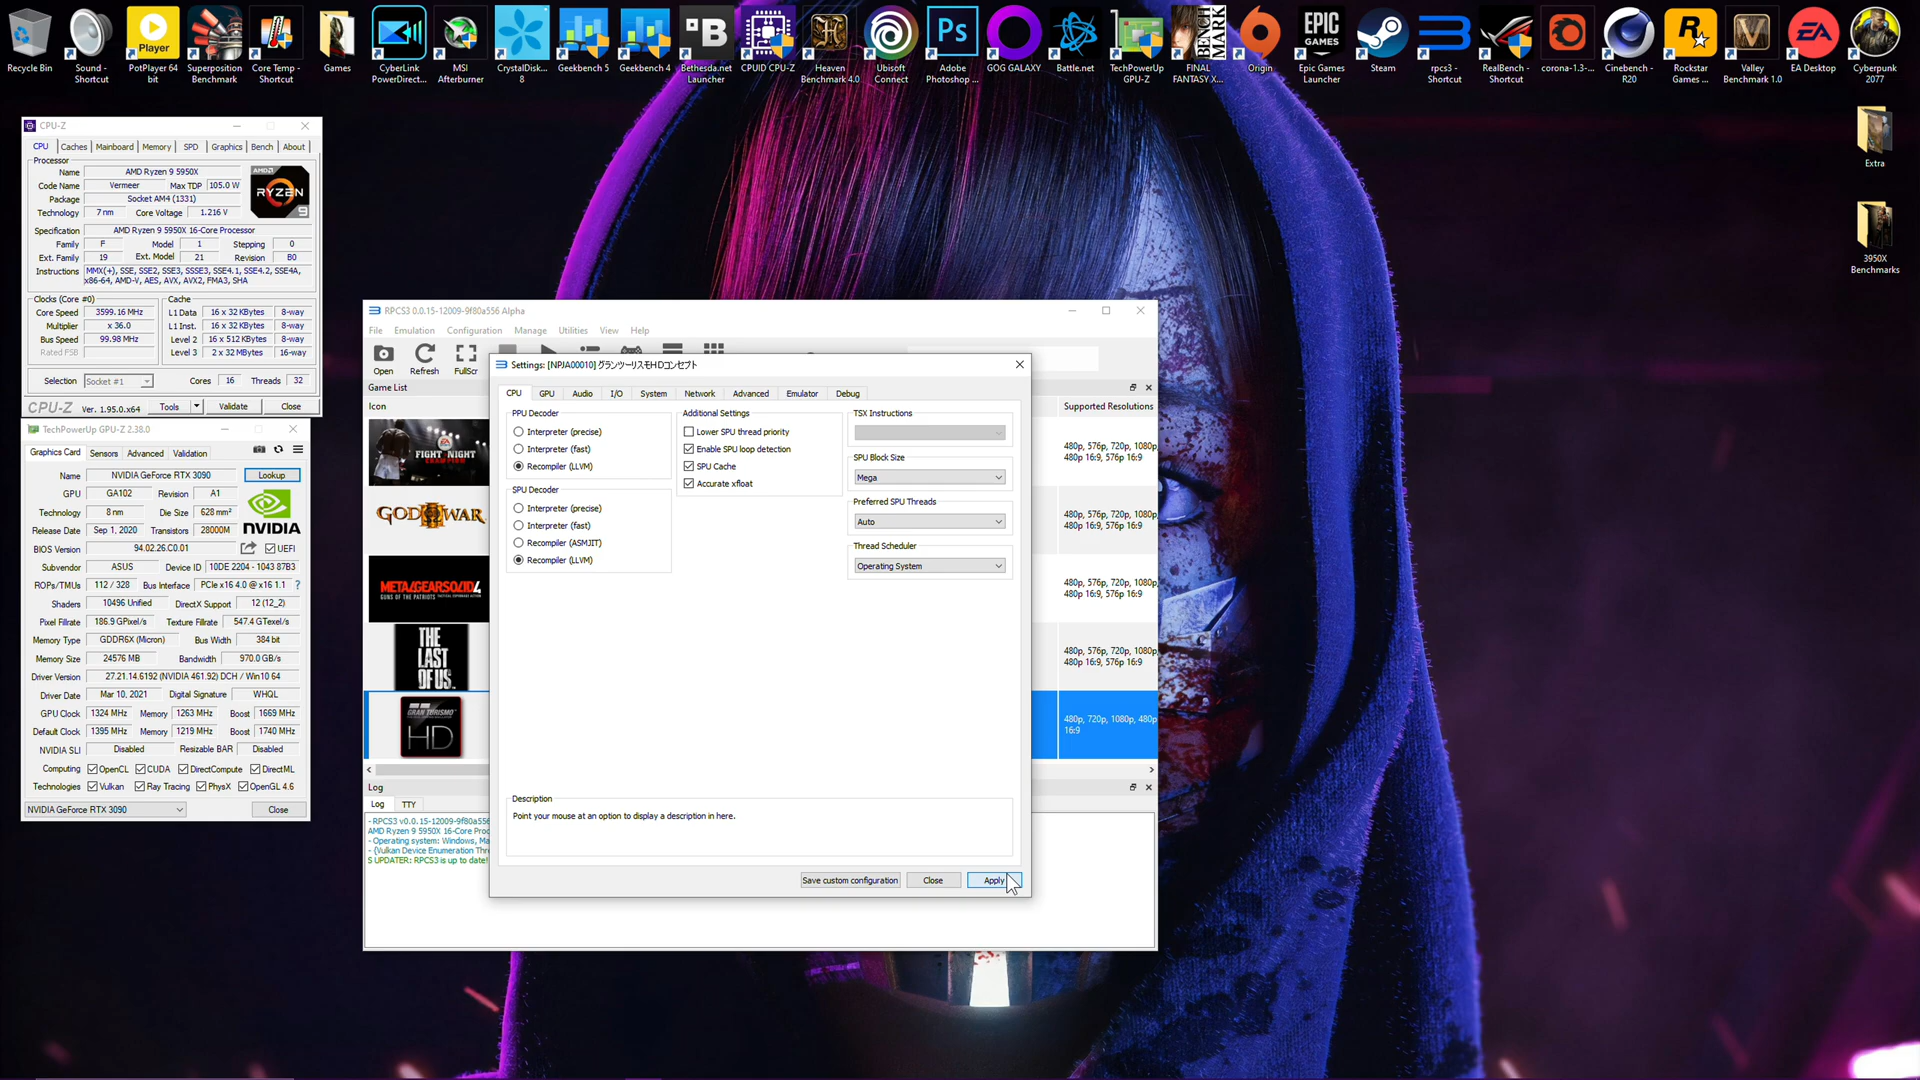 Recycle Bin
Sound - Shortcut
Player
PotPlayer 64 bit
Superposition Benchmark
Core Temp - Shortcut
Games
CyberLink PowerDirect...
MSI Afterburner
CrystalDisk... 8
Geekbench 5
Geekbench 4
B
Bethesda.net Launcher
CPUID CPU-Z
Heaven Benchmark 4.0
Ubisoft Connect
Ps
Adobe Photoshop ...
GOG GALAXY
Battle.net
TechPowerUp GPU-Z
FINAL FANTASY X...
Origin
EPIC GAMES
Epic Games Launcher
Steam
rpcs3 - Shortcut
RealBench - Shortcut
corona-1.3-...
Cinebench - R20
Rockstar Games ...
Valley Benchmark 1.0
EA
EA Desktop
Cyberpunk 2077
Extra
3950X Benchmarks
CPU-Z
CPU Caches Mainboard Memory SPD Graphics Bench About
Processor
Name AMD Ryzen 9 5950X
Code Name Vermeer Max TDP 105.0 W
Package Socket AM4 (1331)
Technology 7 nm Core Voltage 1.216 V
AMD RYZEN 9
Specification AMD Ryzen 9 5950X 16-Core Processor
Family F Model 1 Stepping 0
Ext. Family 19 Ext. Model 21 Revision B0
Instructions MMX(+), SSE, SSE2, SSE3, SSSE3, SSE4.1, SSE4.2, SSE4A,
x86-64, AMD-V, AES, AVX, AVX2, FMA3, SHA
Clocks (Core #0) Cache
Core Speed 3599.16 MHz L1 Data 16 x 32 KBytes 8-way
Multiplier x 36.0 L1 Inst. 16 x 32 KBytes 8-way
Bus Speed 99.98 MHz Level 2 16 x 512 KBytes 8-way
Rated FSB Level 3 2 x 32 MBytes 16-way
Selection Socket #1 Cores 16 Threads 32
CPU-Z Ver. 1.95.0.x64 Tools Validate Close
TechPowerUp GPU-Z 2.38.0
Graphics Card Sensors Advanced Validation
Name NVIDIA GeForce RTX 3090 Lookup
GPU GA102 Revision A1
Technology 8 nm Die Size 628 mm²
Release Date Sep 1, 2020 Transistors 28000M
NVIDIA
BIOS Version 94.02.26.C0.01 UEFI
Subvendor ASUS Device ID 10DE 2204 - 1043 87B3
ROPs/TMUs 112 / 328 Bus Interface PCIe x16 4.0 @ x16 1.1 ?
Shaders 10496 Unified DirectX Support 12 (12_2)
Pixel Fillrate 186.9 GPixel/s Texture Fillrate 547.4 GTexel/s
Memory Type GDDR6X (Micron) Bus Width 384 bit
Memory Size 24576 MB Bandwidth 970.0 GB/s
Driver Version 27.21.14.6192 (NVIDIA 461.92) DCH / Win10 64
Driver Date Mar 10, 2021 Digital Signature WHQL
GPU Clock 1324 MHz Memory 1263 MHz Boost 1669 MHz
Default Clock 1395 MHz Memory 1219 MHz Boost 1740 MHz
NVIDIA SLI Disabled Resizable BAR Disabled
Computing OpenCL CUDA DirectCompute DirectML
Technologies Vulkan Ray Tracing PhysX OpenGL 4.6
NVIDIA GeForce RTX 3090 Close
RPCS3 0.0.15-12009-9f80a556 Alpha
File Emulation Configuration Manage Utilities View Help
Open Refresh FullScr
Game List
Icon Supported Resolutions
FIGHT NIGHT CHAMPION
480p, 576p, 720p, 1080p,
480p 16:9, 576p 16:9
GOD OF WAR
480p, 576p, 720p, 1080p,
480p 16:9, 576p 16:9
METAL GEAR SOLID 4
GUNS OF THE PATRIOTS
480p, 576p, 720p, 1080p,
480p 16:9, 576p 16:9
THE LAST OF US
480p, 576p, 720p, 1080p,
480p 16:9, 576p 16:9
GRAN TURISMO
HD
480p, 720p, 1080p, 480p
16:9
Log
Log TTY
- RPCS3 v0.0.15-12009-9f80a556
AMD Ryzen 9 5950X 16-Core Proc
- Operating system: Windows, Ma
- {Vulkan Device Enumeration Thre
S UPDATER: RPCS3 is up to date!
Settings: [NPJA00010] グランツーリスモHDコンセプト
CPU GPU Audio I/O System Network Advanced Emulator Debug
PPU Decoder
Interpreter (precise)
Interpreter (fast)
Recompiler (LLVM)
SPU Decoder
Interpreter (precise)
Interpreter (fast)
Recompiler (ASMJIT)
Recompiler (LLVM)
Additional Settings
Lower SPU thread priority
Enable SPU loop detection
SPU Cache
Accurate xfloat
TSX Instructions
SPU Block Size
Mega
Preferred SPU Threads
Auto
Thread Scheduler
Operating System
Description
Point your mouse at an option to display a description in here.
Save custom configuration Close Apply